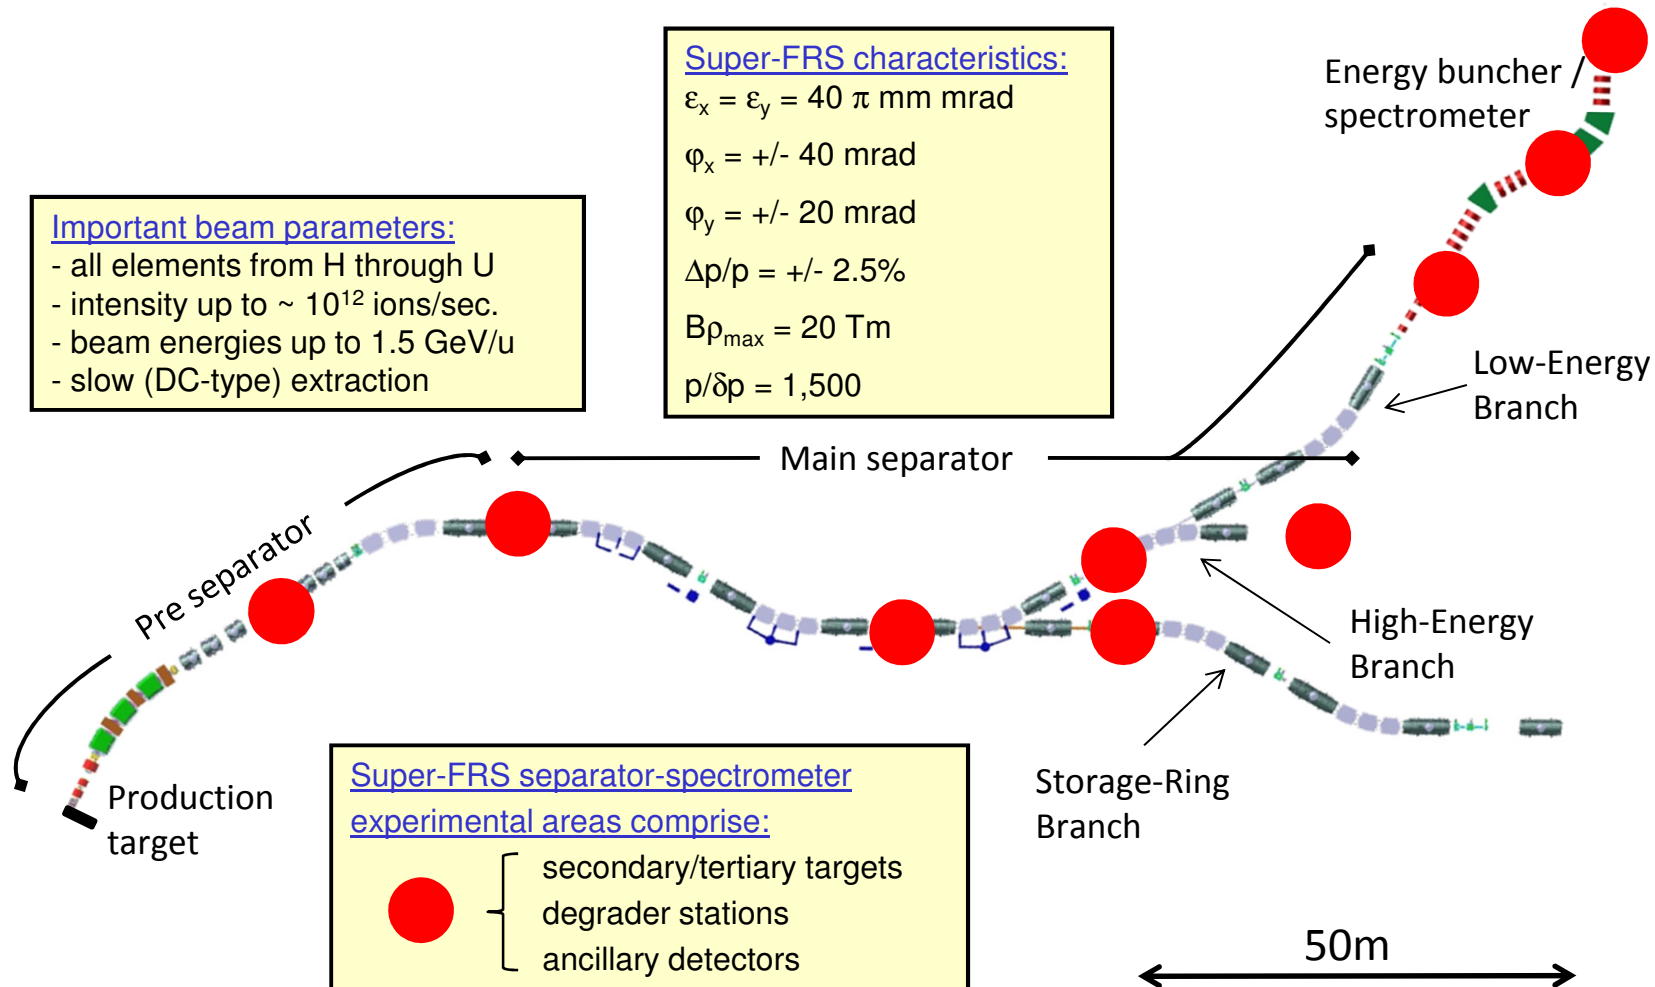 Super-FRS characteristics:
εx = εy = 40 π mm mrad
φx = +/- 40 mrad
φy = +/- 20 mrad
Δp/p = +/- 2.5%
Bρmax = 20 Tm
p/δp = 1,500
Energy buncher /
spectrometer
Important beam parameters:
- all elements from H through U
- intensity up to ~ 10¹² ions/sec.
- beam energies up to 1.5 GeV/u
- slow (DC-type) extraction
Low-Energy
Branch
Main separator
Pre separator
High-Energy
Branch
Storage-Ring
Branch
Production
target
Super-FRS separator-spectrometer
experimental areas comprise:
secondary/tertiary targets
degrader stations
ancillary detectors
50m